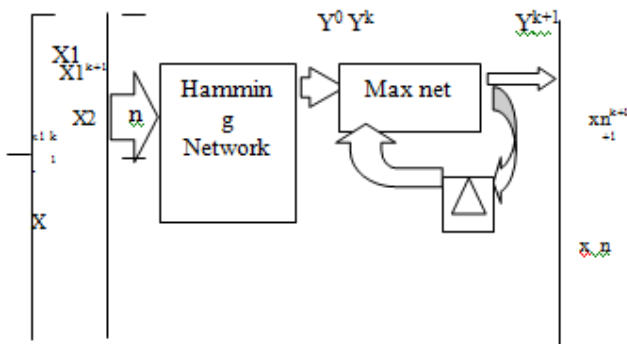 Y⁰ Yᵏ
Yᵏ⁺¹
X1
X1ᵏ⁺¹
X2
n
Hammin
g
Network
Max net
xnᵏ⁺
+1
1
X
x n